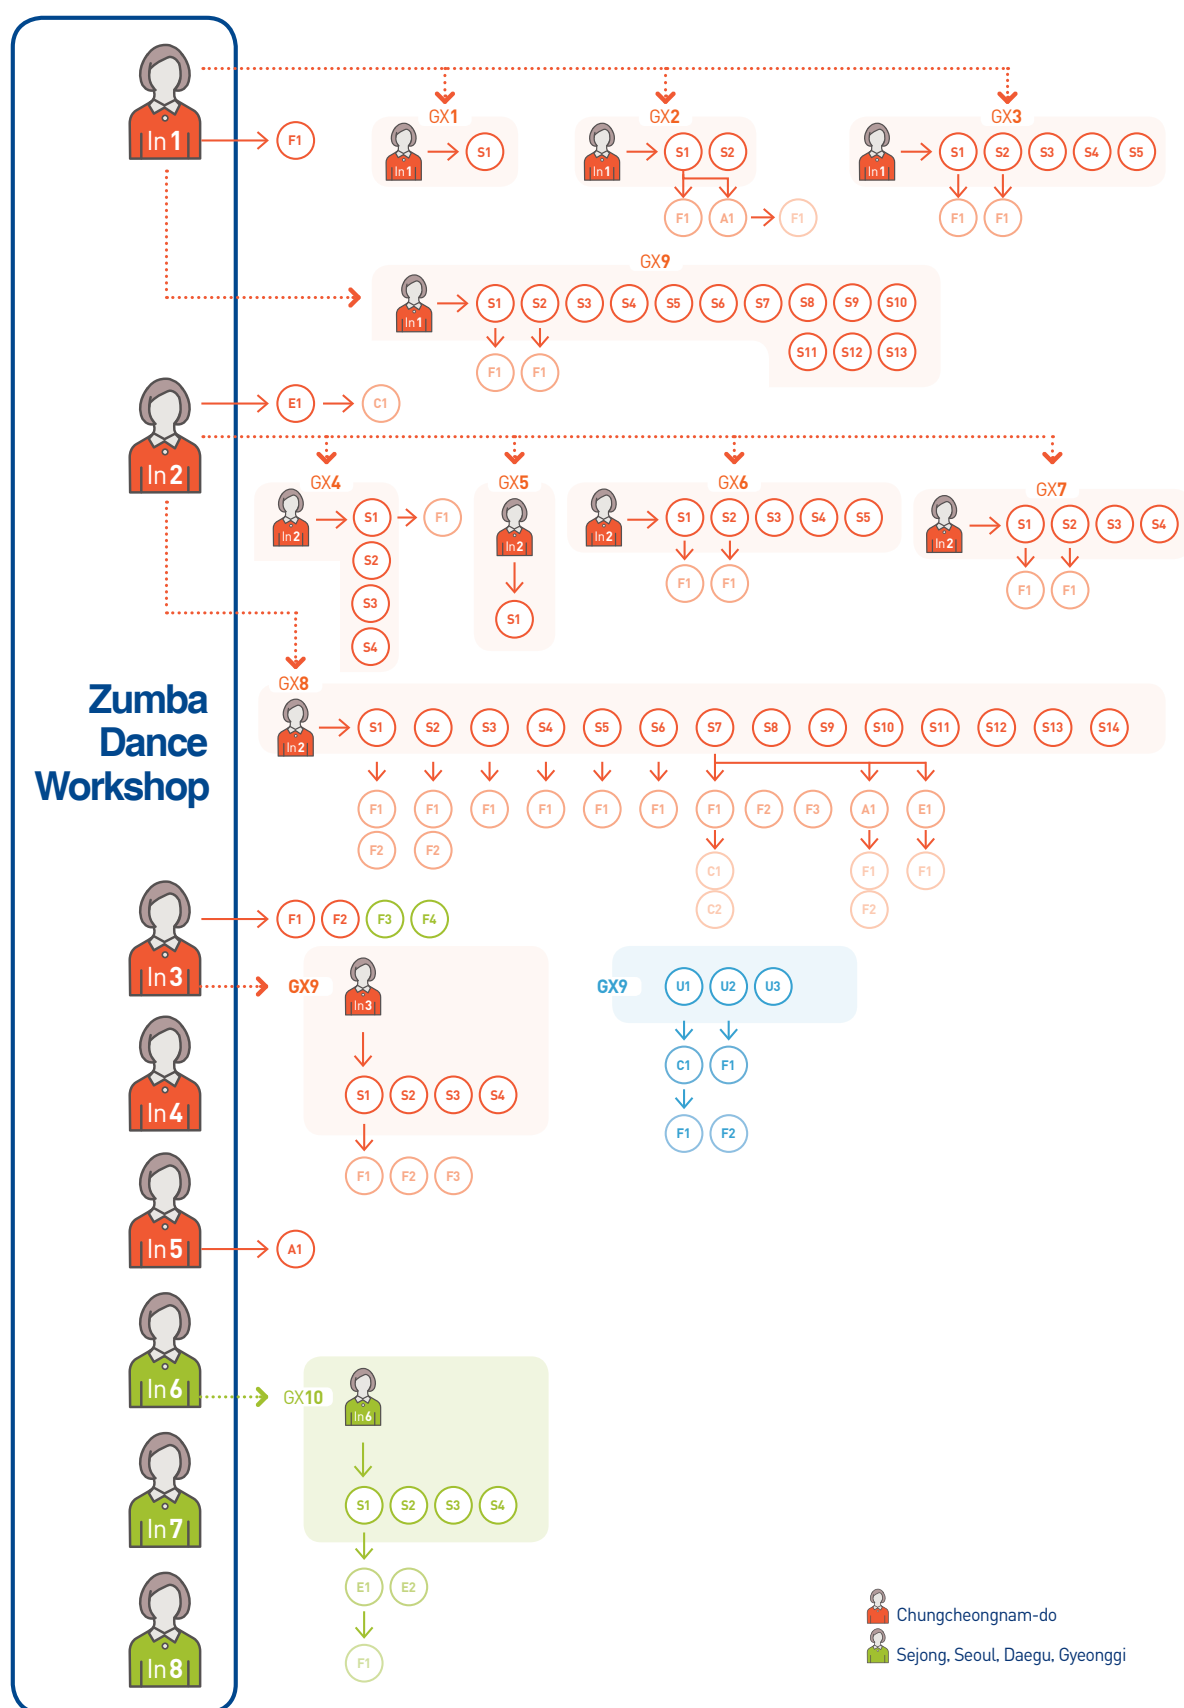 In1
F1
GX1
In1
S1
GX2
In1
S1 S2
F1 A1 F1
GX3
In1
S1 S2 S3 S4 S5
F1 F1
GX9
In1
S1 S2 S3 S4 S5 S6 S7 S8 S9 S10
S11 S12 S13
F1 F1
In2
E1 C1
GX4
In2
S1 F1
S2
S3
S4
GX5
In2
S1
GX6
In2
S1 S2 S3 S4 S5
F1 F1
GX7
In2
S1 S2 S3 S4
F1 F1
GX8
In2
S1 S2 S3 S4 S5 S6 S7 S8 S9 S10 S11 S12 S13 S14
F1 F1 F1 F1 F1 F1 F1 F2 F3 A1 E1
F2 F2
C1 F1 F1
C2 F2
Zumba
Dance
Workshop
In3
F1 F2 F3 F4
GX9
In3
S1 S2 S3 S4
F1 F2 F3
GX9
U1 U2 U3
C1 F1
F1 F2
In4
In5
A1
In6
GX10
In6
S1 S2 S3 S4
E1 E2
F1
In7
In8
Chungcheongnam-do
Sejong, Seoul, Daegu, Gyeonggi